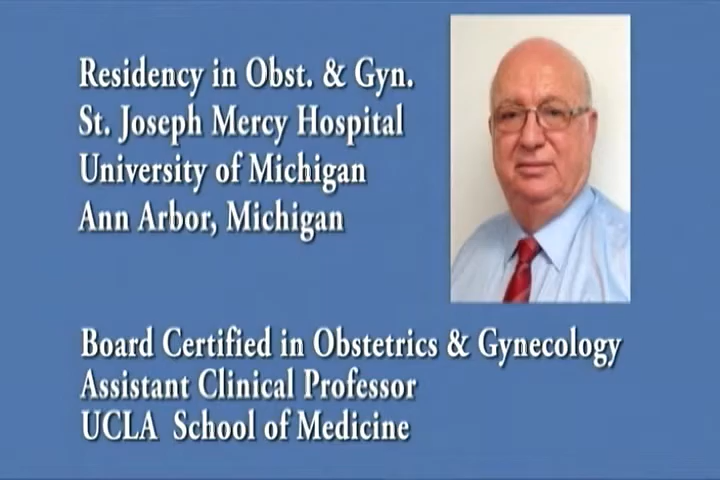 Residency in Obst. & Gyn.
St. Joseph Mercy Hospital
University of Michigan
Ann Arbor, Michigan
Board Certified in Obstetrics & Gynecology
Assistant Clinical Professor
UCLA School of Medicine